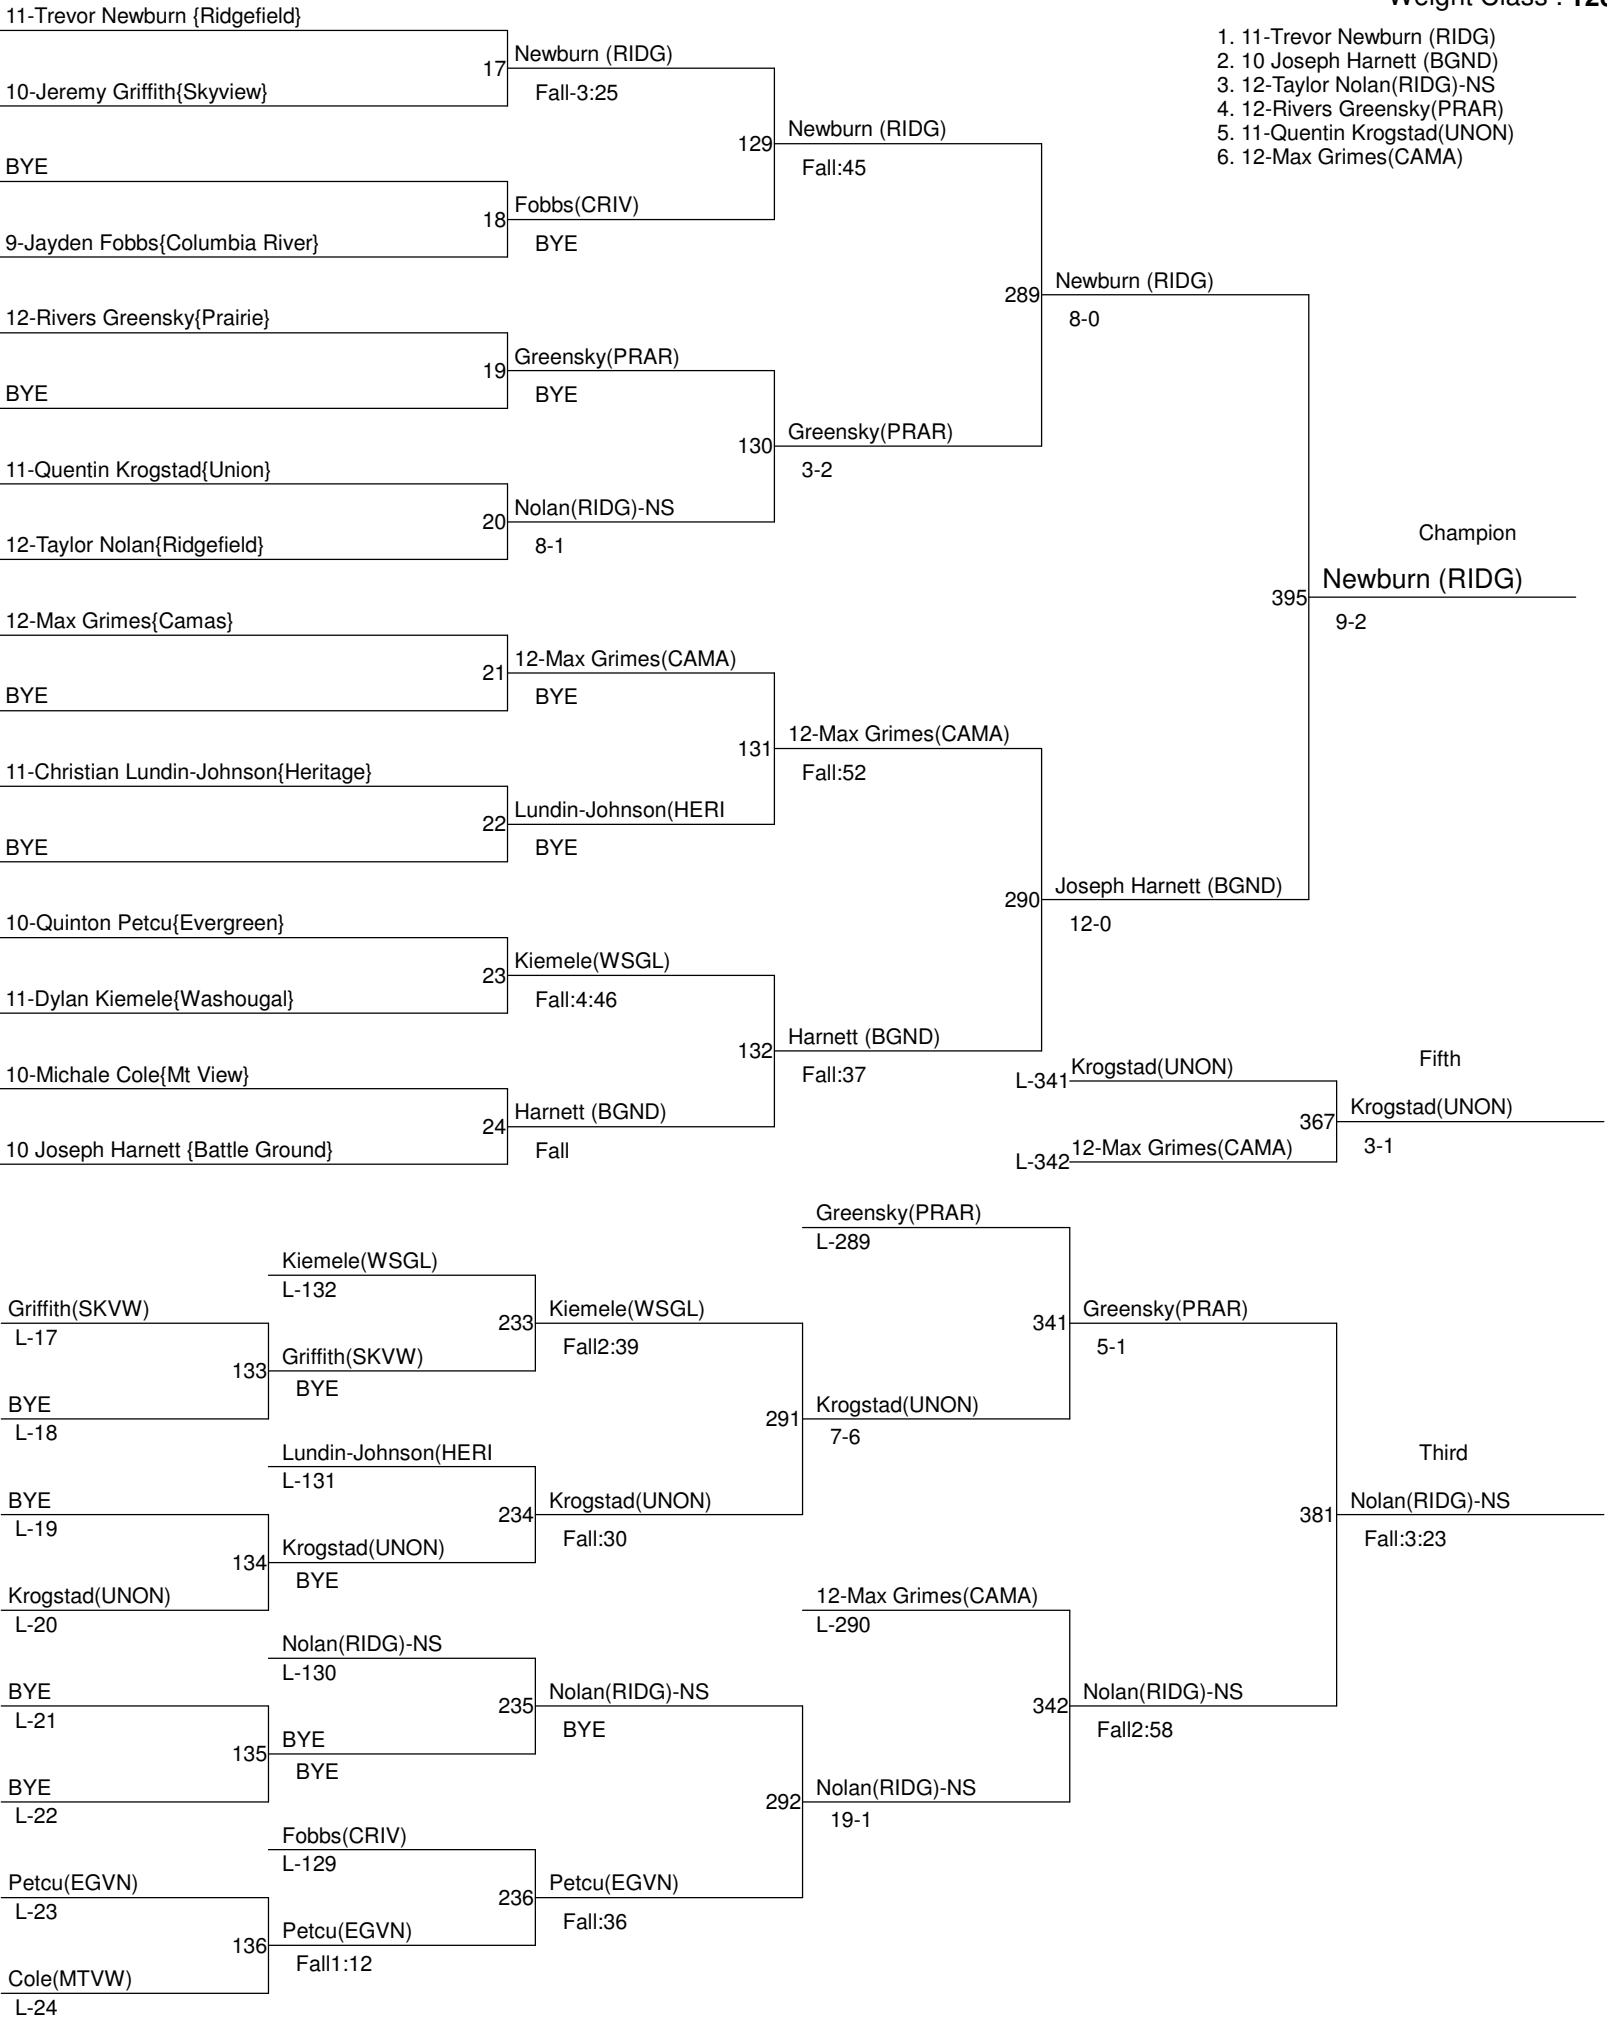 Weight Class :
1. 11-Trevor Newburn (RIDG)
2. 10 Joseph Harnett (BGND)
3. 12-Taylor Nolan(RIDG)-NS
4. 12-Rivers Greensky(PRAR)
5. 11-Quentin Krogstad(UNON)
6. 12-Max Grimes(CAMA)
11-Trevor Newburn {Ridgefield}
10-Jeremy Griffith{Skyview}
BYE
9-Jayden Fobbs{Columbia River}
12-Rivers Greensky{Prairie}
BYE
11-Quentin Krogstad{Union}
12-Taylor Nolan{Ridgefield}
12-Max Grimes{Camas}
BYE
11-Christian Lundin-Johnson{Heritage}
BYE
10-Quinton Petcu{Evergreen}
11-Dylan Kiemele{Washougal}
10-Michale Cole{Mt View}
10 Joseph Harnett {Battle Ground}
17
Newburn (RIDG)
Fall-3:25
18
Fobbs(CRIV)
BYE
19
Greensky(PRAR)
BYE
20
Nolan(RIDG)-NS
8-1
21
12-Max Grimes(CAMA)
BYE
22
Lundin-Johnson(HERI
BYE
23
Kiemele(WSGL)
Fall:4:46
24
Harnett (BGND)
Fall
129
Newburn (RIDG)
Fall:45
130
Greensky(PRAR)
3-2
131
12-Max Grimes(CAMA)
Fall:52
132
Harnett (BGND)
Fall:37
289
Newburn (RIDG)
8-0
290
Joseph Harnett (BGND)
12-0
Champion
395
Newburn (RIDG)
9-2
Fifth
L-341
Krogstad(UNON)
L-342
12-Max Grimes(CAMA)
367
Krogstad(UNON)
3-1
Griffith(SKVW)
L-17
BYE
L-18
BYE
L-19
Krogstad(UNON)
L-20
BYE
L-21
BYE
L-22
Petcu(EGVN)
L-23
Cole(MTVW)
L-24
Kiemele(WSGL)
L-132
133
Griffith(SKVW)
BYE
Lundin-Johnson(HERI
L-131
134
Krogstad(UNON)
BYE
Nolan(RIDG)-NS
L-130
135
BYE
BYE
Fobbs(CRIV)
L-129
136
Petcu(EGVN)
Fall1:12
233
Kiemele(WSGL)
Fall2:39
234
Krogstad(UNON)
Fall:30
235
Nolan(RIDG)-NS
BYE
236
Petcu(EGVN)
Fall:36
Greensky(PRAR)
L-289
291
Krogstad(UNON)
7-6
12-Max Grimes(CAMA)
L-290
292
Nolan(RIDG)-NS
19-1
341
Greensky(PRAR)
5-1
342
Nolan(RIDG)-NS
Fall2:58
Third
381
Nolan(RIDG)-NS
Fall:3:23